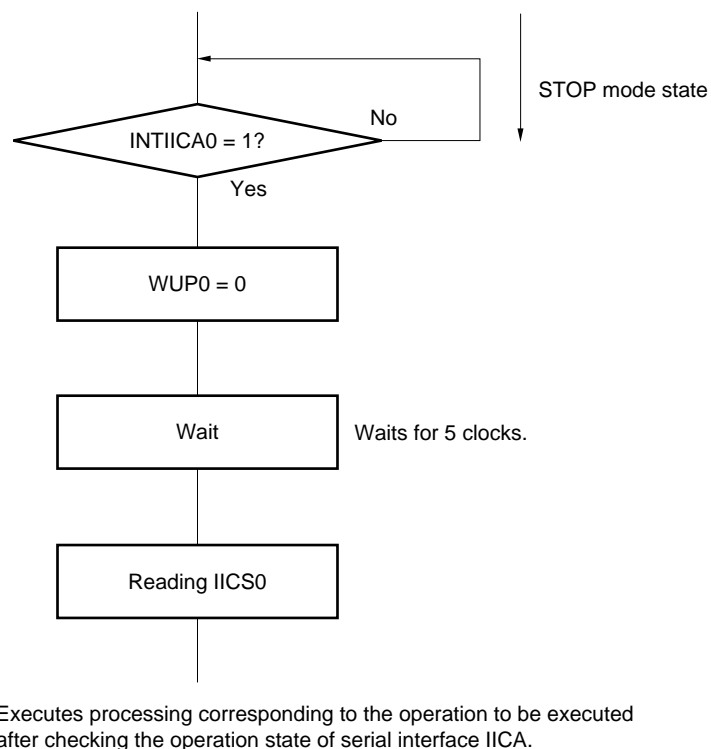 STOP mode state
No
INTIICA0 = 1?
Yes
WUP0 = 0
Wait
Waits for 5 clocks.
Reading IICS0
Executes processing corresponding to the operation to be executed
after checking the operation state of serial interface IICA.